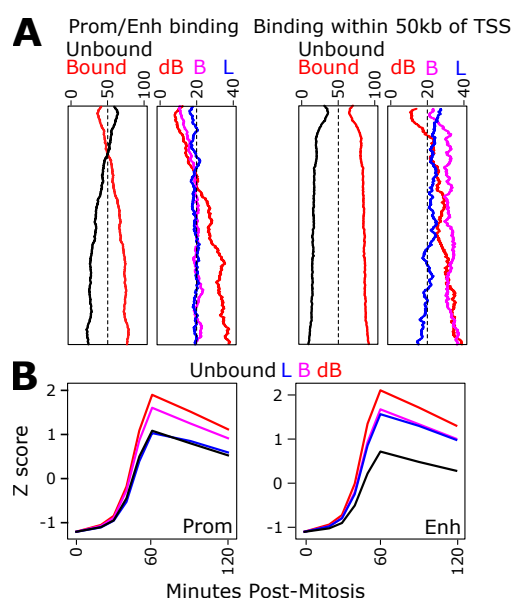 A
Prom/Enh binding
Binding within 50kb of TSS
Unbound
Unbound
Bound
dB B L
Bound
dB B L
0 50 100
0 20 40
0 50 100
0 20 40
B
Unbound L B dB
Z score
2
1
0
-1
Prom
0 60 120
2
1
0
-1
Enh
0 60 120
Minutes Post-Mitosis